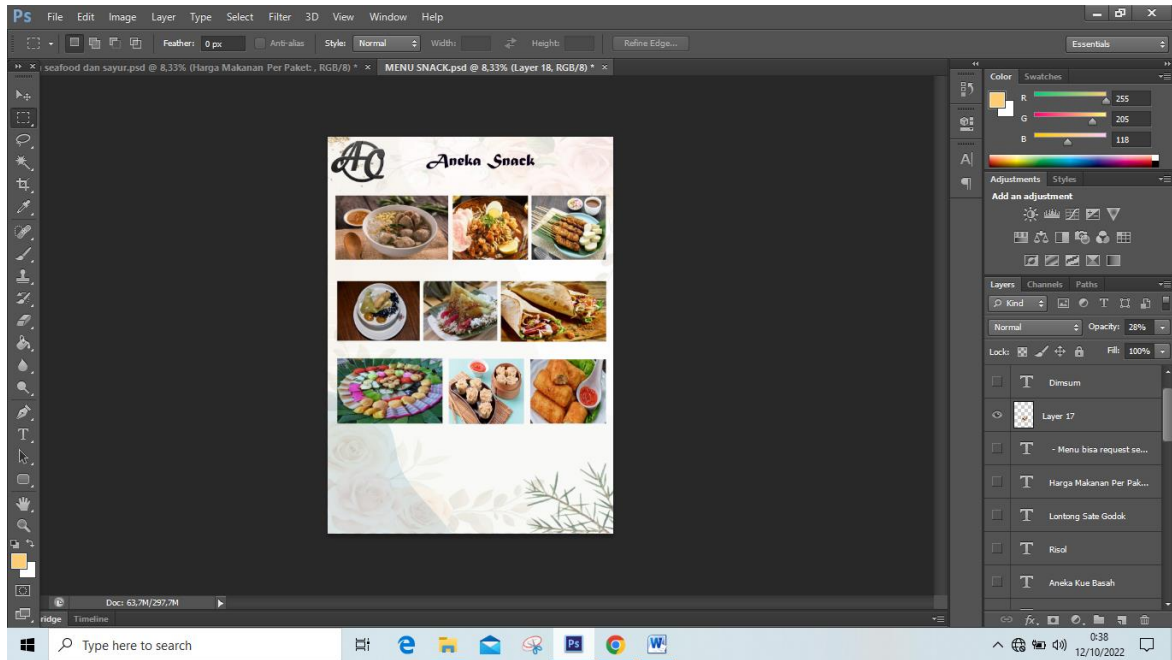 Ps File Edit Image Layer Type Select Filter 3D View Window Help
Feather: 0 px Anti-alias Style: Normal Width: Height: Refine Edge... Essentials
seafood dan sayur.psd @ 8,33% (Harga Makanan Per Paket: , RGB/8) * × MENU SNACK.psd @ 8,33% (Layer 18, RGB/8) * ×
Color Swatches
R 255
G 205
B 118
AQ Aneka Snack
Adjustments Styles
Add an adjustment
Layers Channels Paths
Kind
Normal Opacity: 28%
Lock: Fill: 100%
T Dimsum
Layer 17
T - Menu bisa request se...
T Harga Makanan Per Pak...
T Lontong Sate Godok
T Risol
T Aneka Kue Basah
Doc: 63,7M/297,7M
ridge Timeline
Type here to search
0:38
12/10/2022